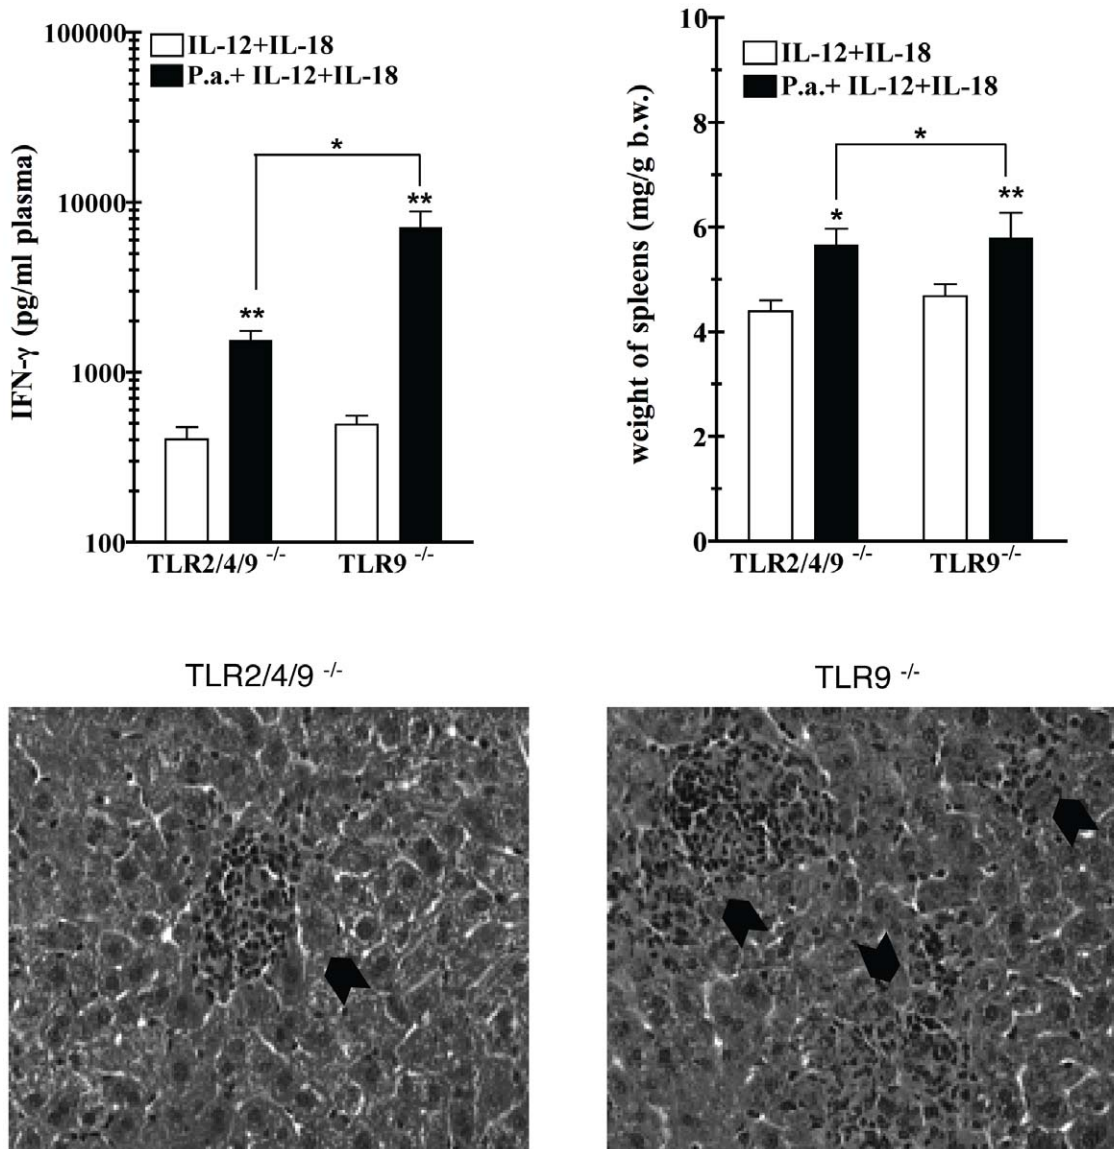 100000
IL-12+IL-18
P.a.+ IL-12+IL-18
*
10000
**
**
1000
100
IFN-γ (pg/ml plasma)
TLR2/4/9 -/-
TLR9 -/-
10
IL-12+IL-18
P.a.+ IL-12+IL-18
8
*
6
*
**
4
2
0
weight of spleens (mg/g b.w.)
TLR2/4/9 -/-
TLR9 -/-
TLR2/4/9 -/-
TLR9 -/-